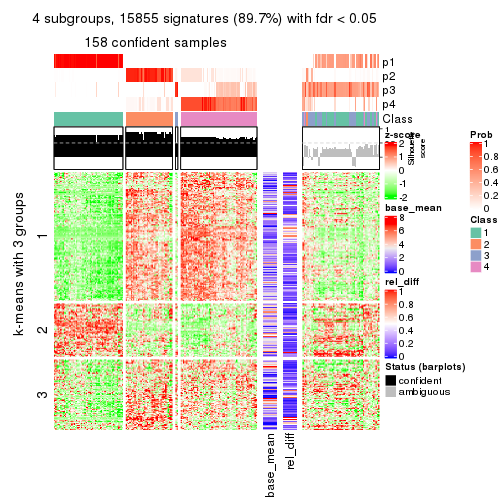 4 subgroups, 15855 signatures (89.7%) with fdr < 0.05
158 confident samples
p1
p2
p3
p4
Class
1
Silhouette
score
k-means with 3 groups
1
2
3
base_mean
rel_diff
z-score
2
1
0
-1
-2
base_mean
8
6
4
2
0
rel_diff
1
0.8
0.6
0.4
0.2
0
Status (barplots)
confident
ambiguous
Prob
1
0.8
0.6
0.4
0.2
0
Class
1
2
3
4